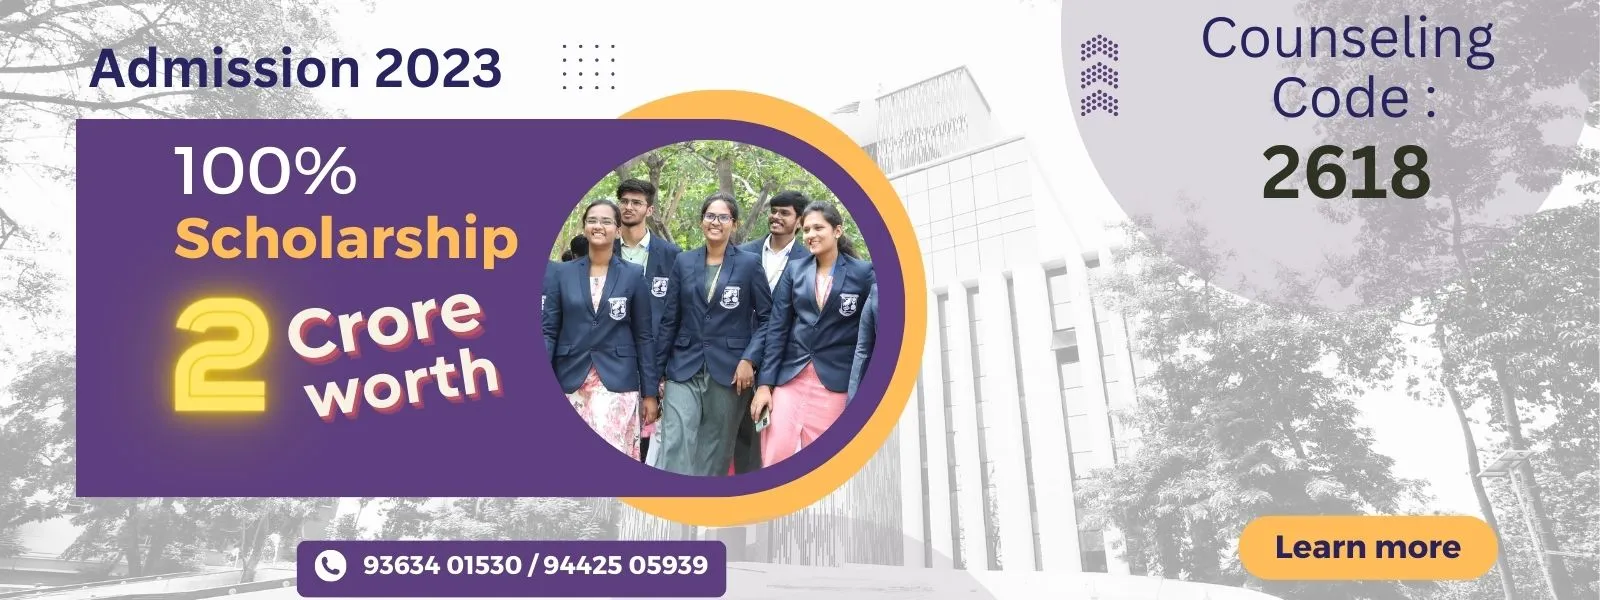 Admission 2023
100%
Scholarship
2 Crore
worth
93634 01530 / 94425 05939
Counseling
Code :
2618
Learn more